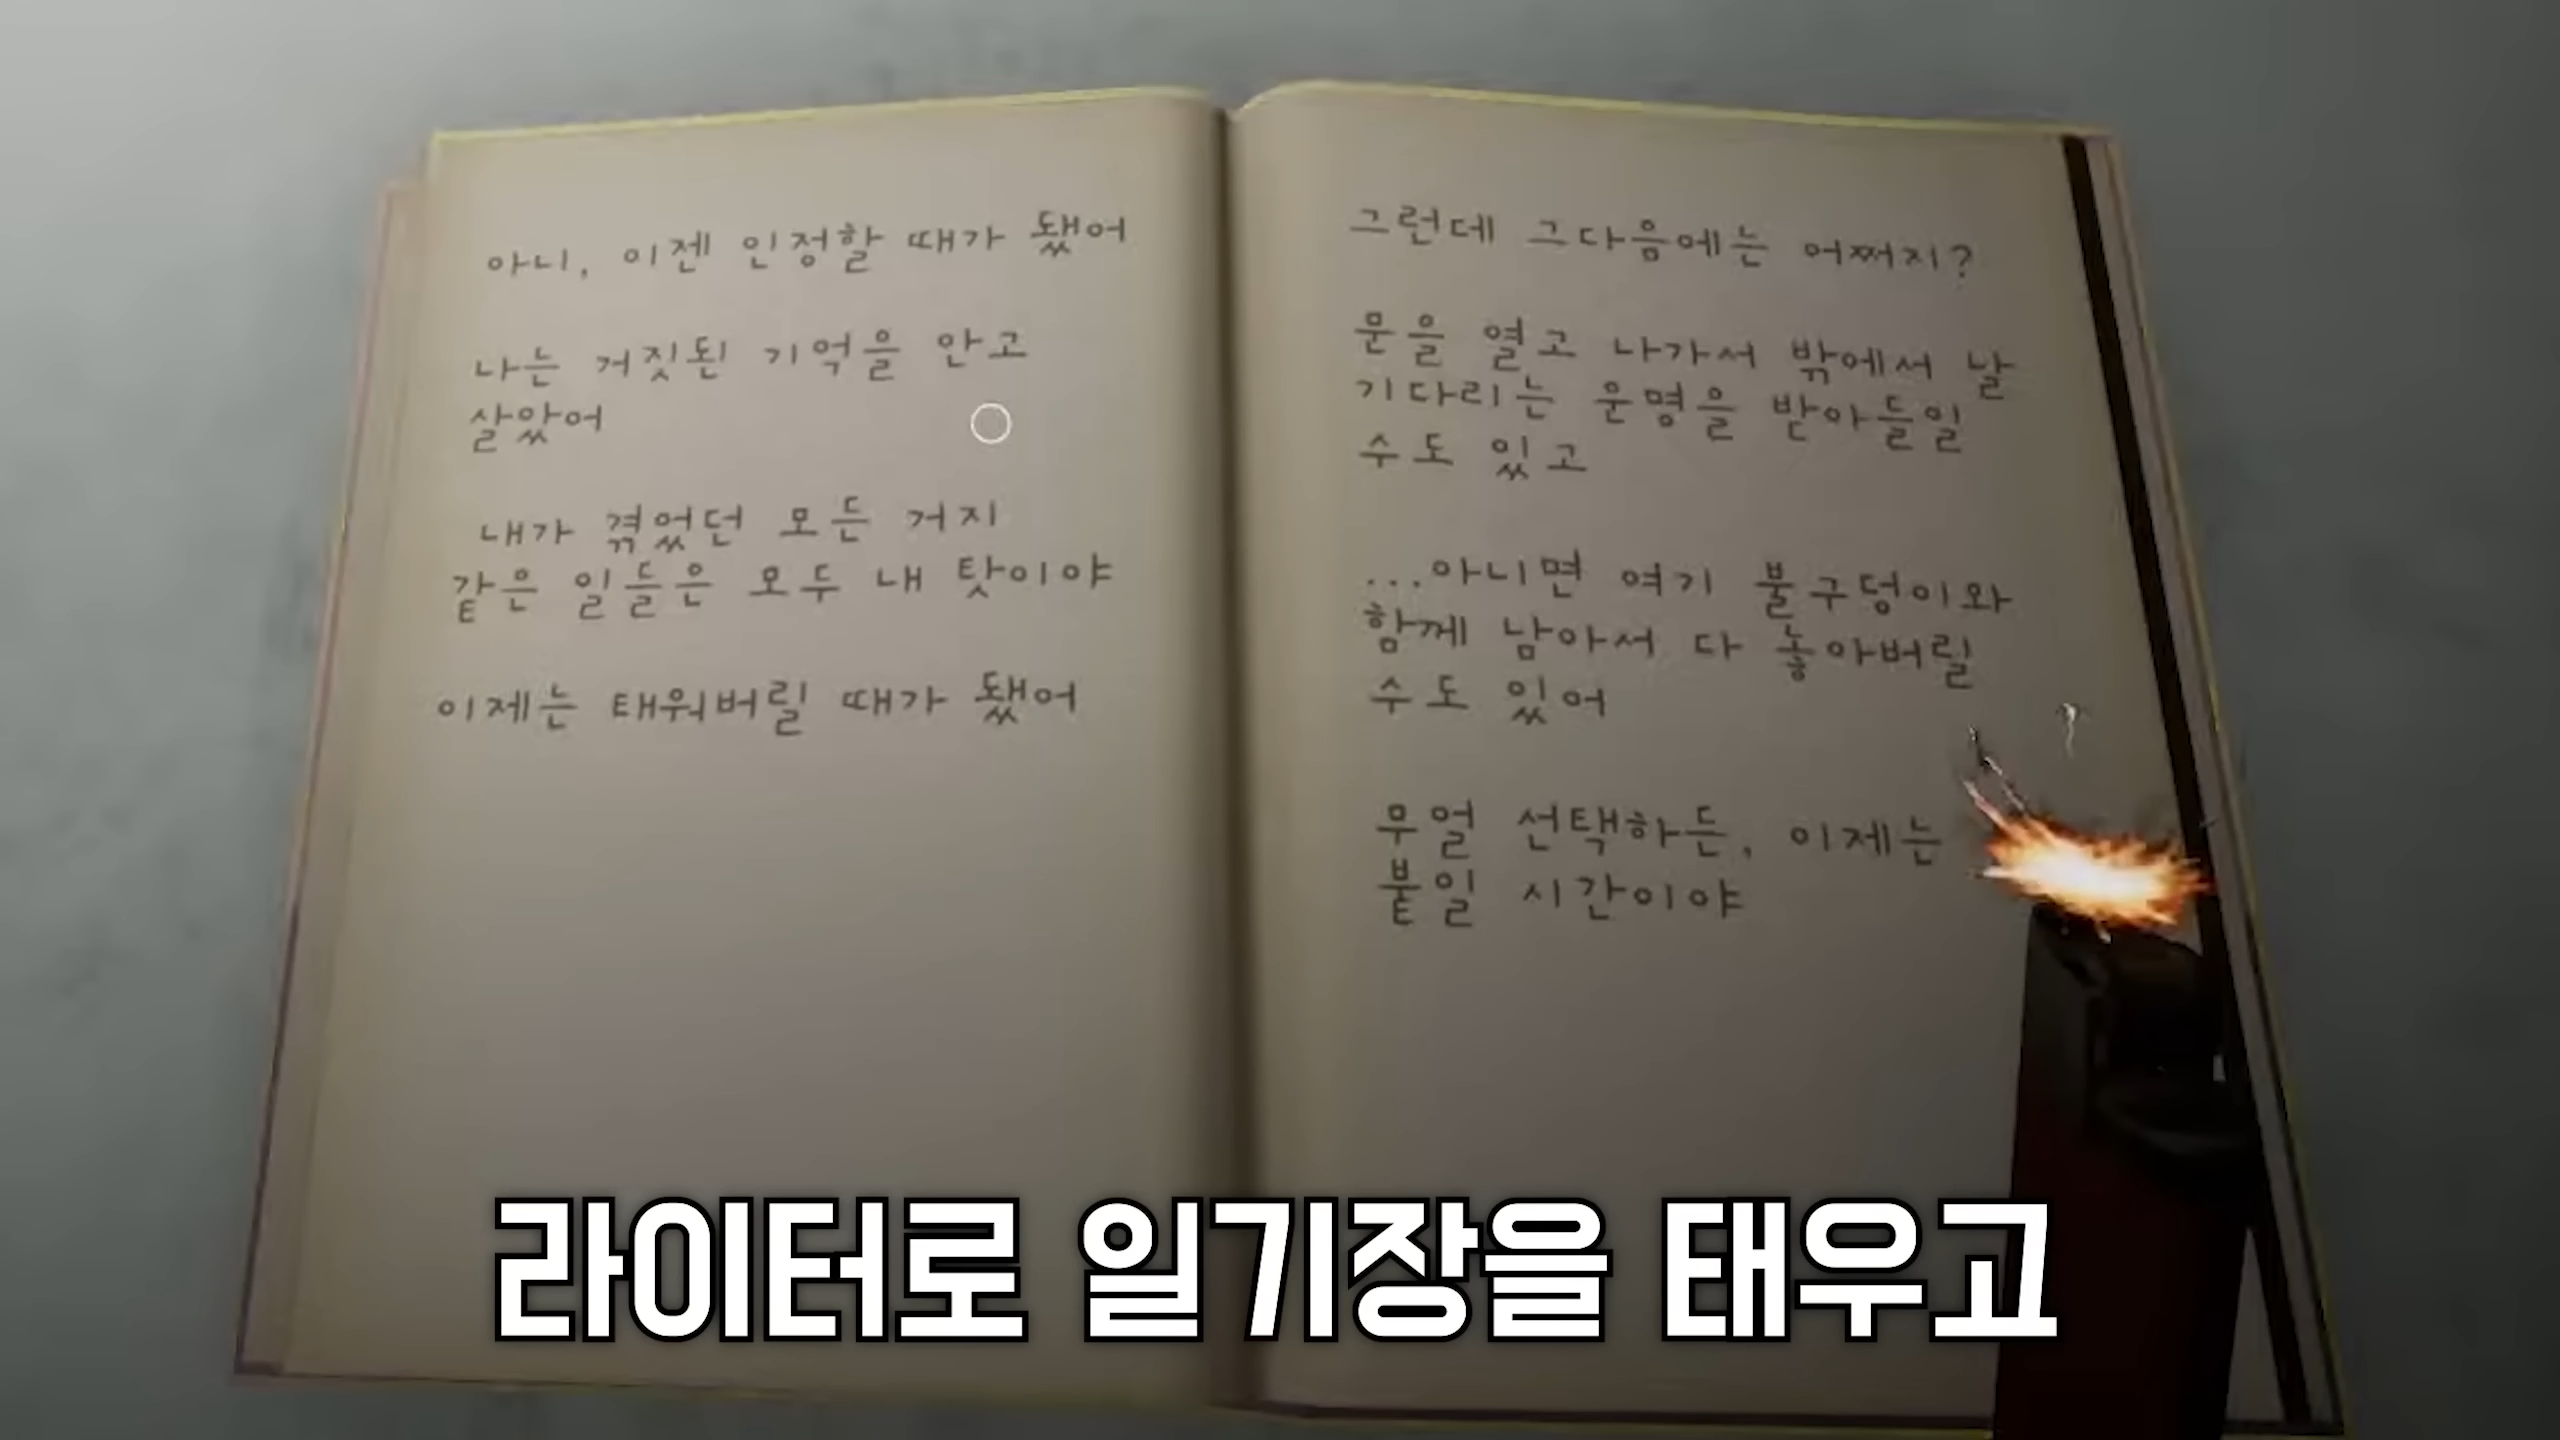 아니, 이젠 인정할 때가 됐어
나는 거짓된 기억을 안고
살았어
내가 겪었던 모든 거지
같은 일들은 모두 내 탓이야
이제는 태워버릴 때가 됐어
그런데 그다음에는 어쩌지?
문을 열고 나가서 밖에서 날
기다리는 운명을 받아들일
수도 있고
...아니면 여기 불구덩이와
함께 남아서 다 놓아버릴
수도 있어
무얼 선택하든, 이제는
붙일 시간이야
라이터로 일기장을 태우고